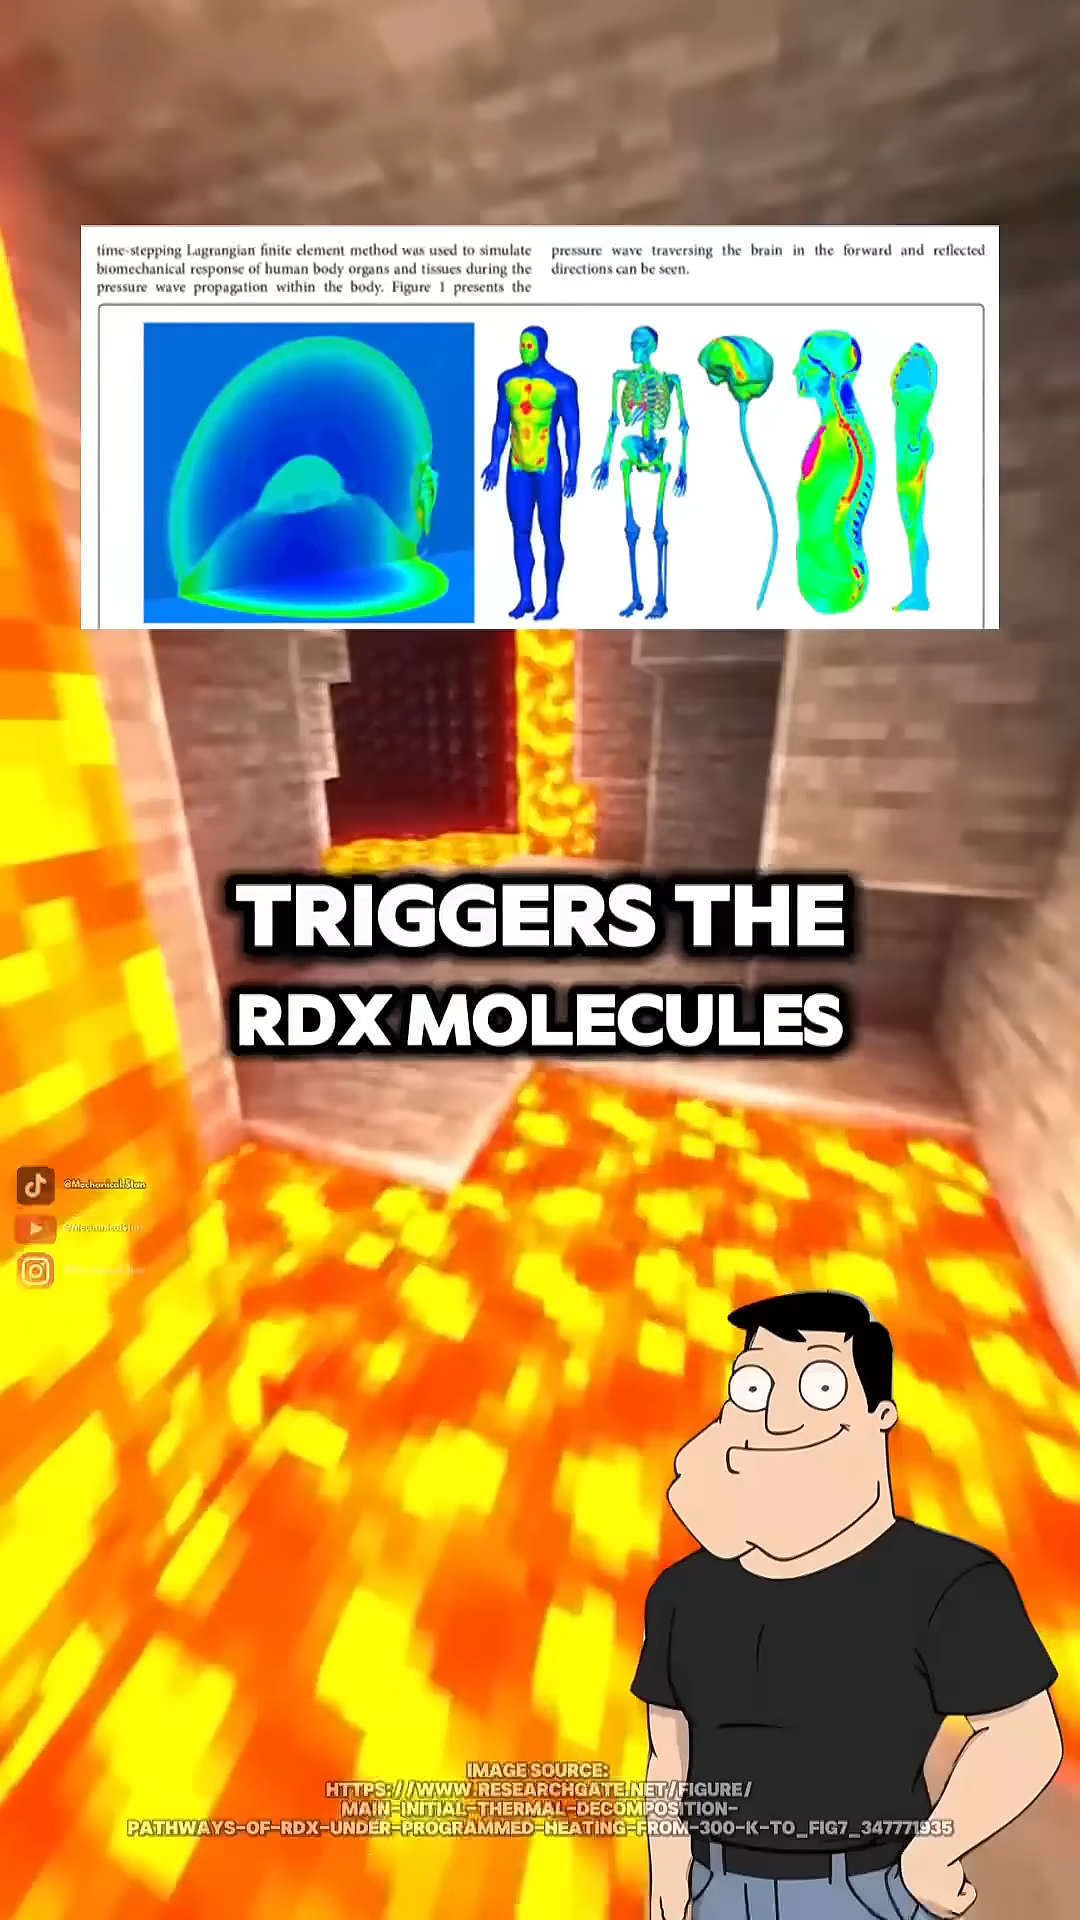 time-stepping Lagrangian finite element method was used to simulate
biomechanical response of human body organs and tissues during the
pressure wave propagation within the body. Figure 1 presents the
pressure wave traversing the brain in the forward and reflected
directions can be seen.
TRIGGERS THE
RDX MOLECULES
@Mechanical.Stan
IMAGE SOURCE:
HTTPS://WWW.RESEARCHGATE.NET/FIGURE/
MAIN-INITIAL-THERMAL-DECOMPOSITION-
PATHWAYS-OF-RDX-UNDER-PROGRAMMED-HEATING-FROM-300-K-TO_FIG7_347771935